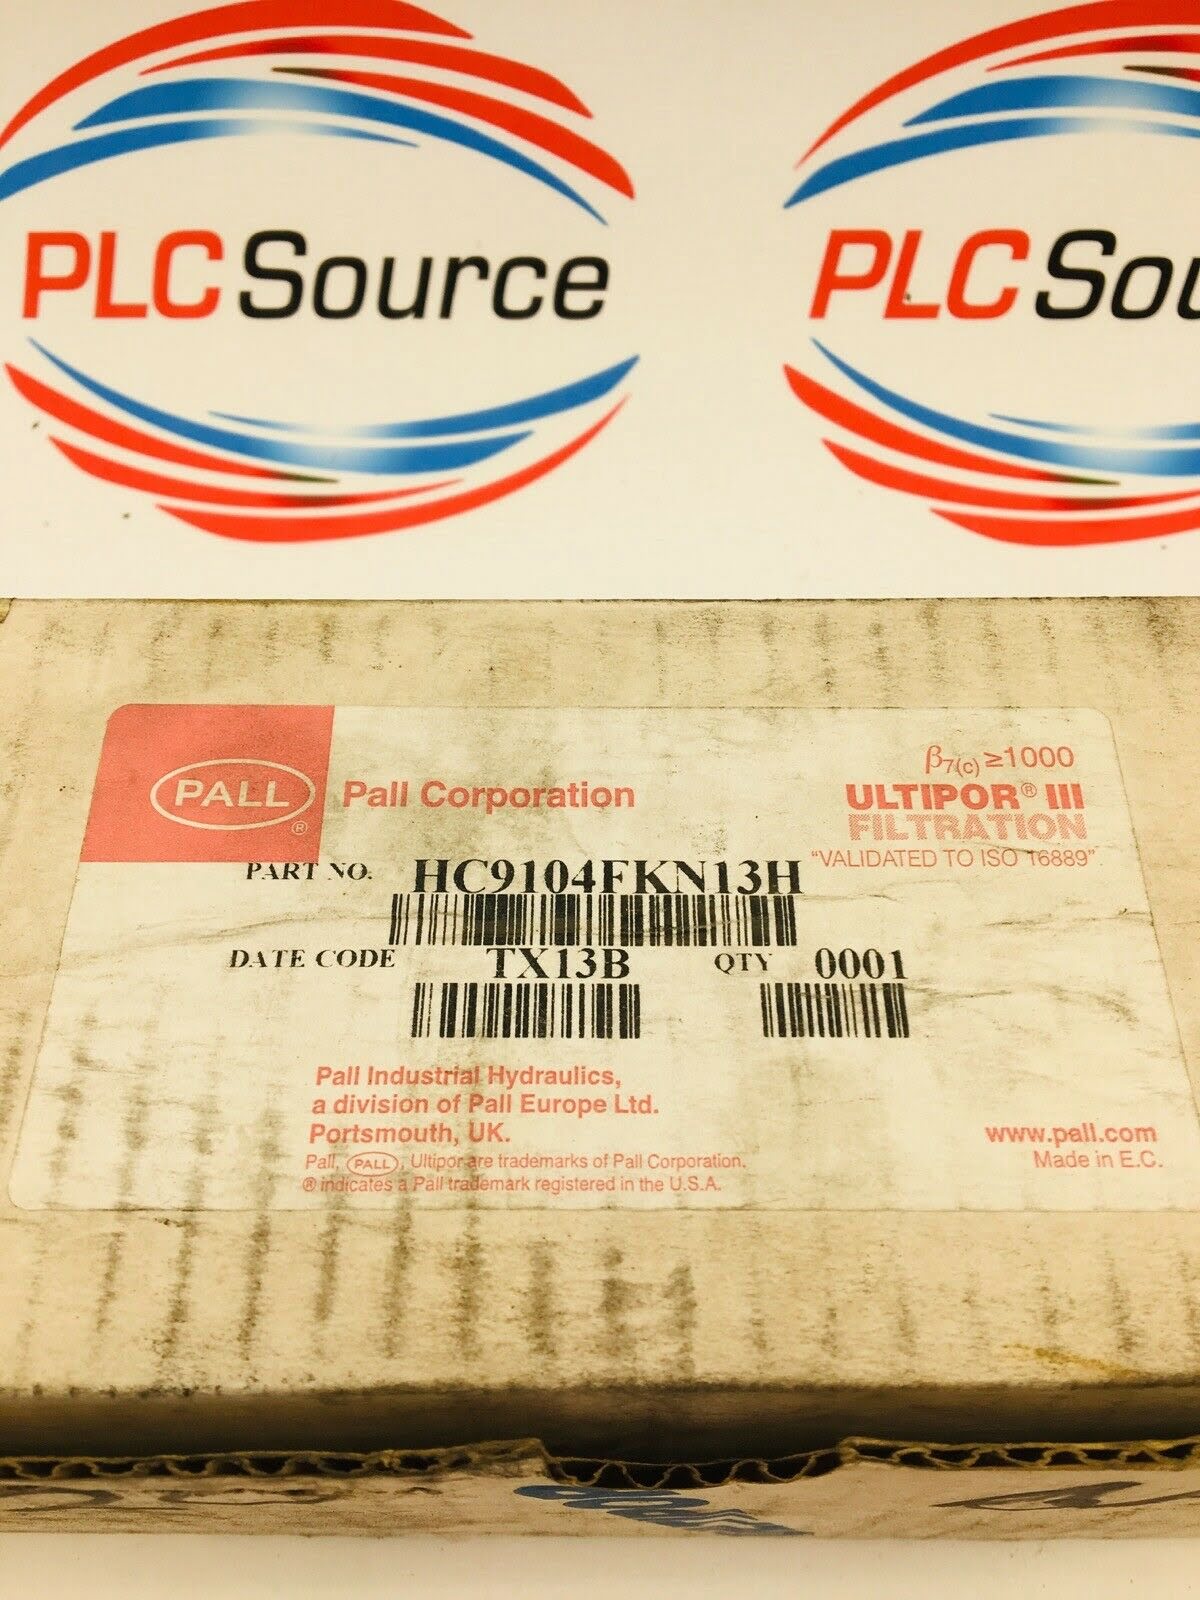 PLC Source
PLC Sou
PALL
®
Pall Corporation
β7(c) ≥1000
ULTIPOR® III
FILTRATION
"VALIDATED TO ISO 16889"
PART NO. HC9104FKN13H
DATE CODE TX13B QTY 0001
Pall Industrial Hydraulics,
a division of Pall Europe Ltd.
Portsmouth, UK.
Pall, PALL, Ultipor are trademarks of Pall Corporation.
® indicates a Pall trademark registered in the U.S.A.
www.pall.com
Made in E.C.